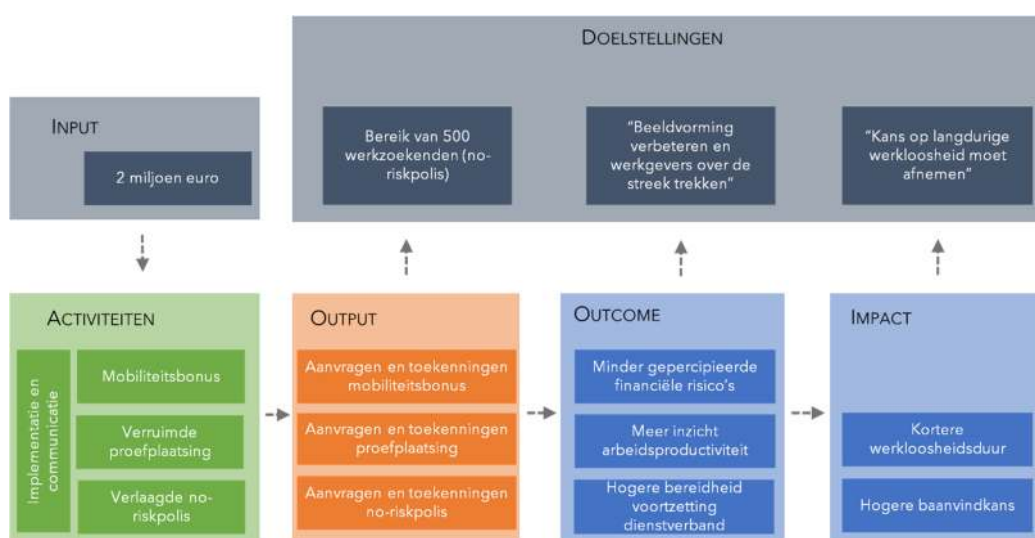 DOELSTELLINGEN
Bereik van 500
werkzoekenden (no-
riskpolis)
“Beeldvorming
verbeteren en
werkgevers over de
streek trekken”
“Kans op langdurige
werkloosheid moet
afnemen”
INPUT
2 miljoen euro
ACTIVITEITEN
Implementatie en
communicatie
Mobiliteitsbonus
Verruimde
proefplaatsing
Verlaagde no-
riskpolis
OUTPUT
Aanvragen en toekenningen
mobiliteitsbonus
Aanvragen en toekenningen
proefplaatsing
Aanvragen en toekenningen
no-riskpolis
OUTCOME
Minder gepercipieerde
financiële risico’s
Meer inzicht
arbeidsproductiviteit
Hogere bereidheid
voortzetting
dienstverband
IMPACT
Kortere
werkloosheidsduur
Hogere baanvindkans